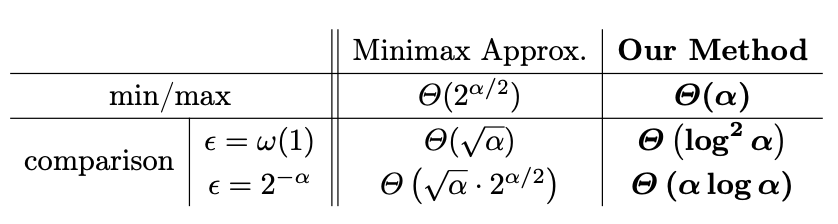 Minimax Approx. Our Method
min/max Θ(2^{α/2}) Θ(α)
comparison ϵ = ω(1) Θ(√α) Θ (log² α)
ϵ = 2^{−α} Θ (√α · 2^{α/2}) Θ (α log α)